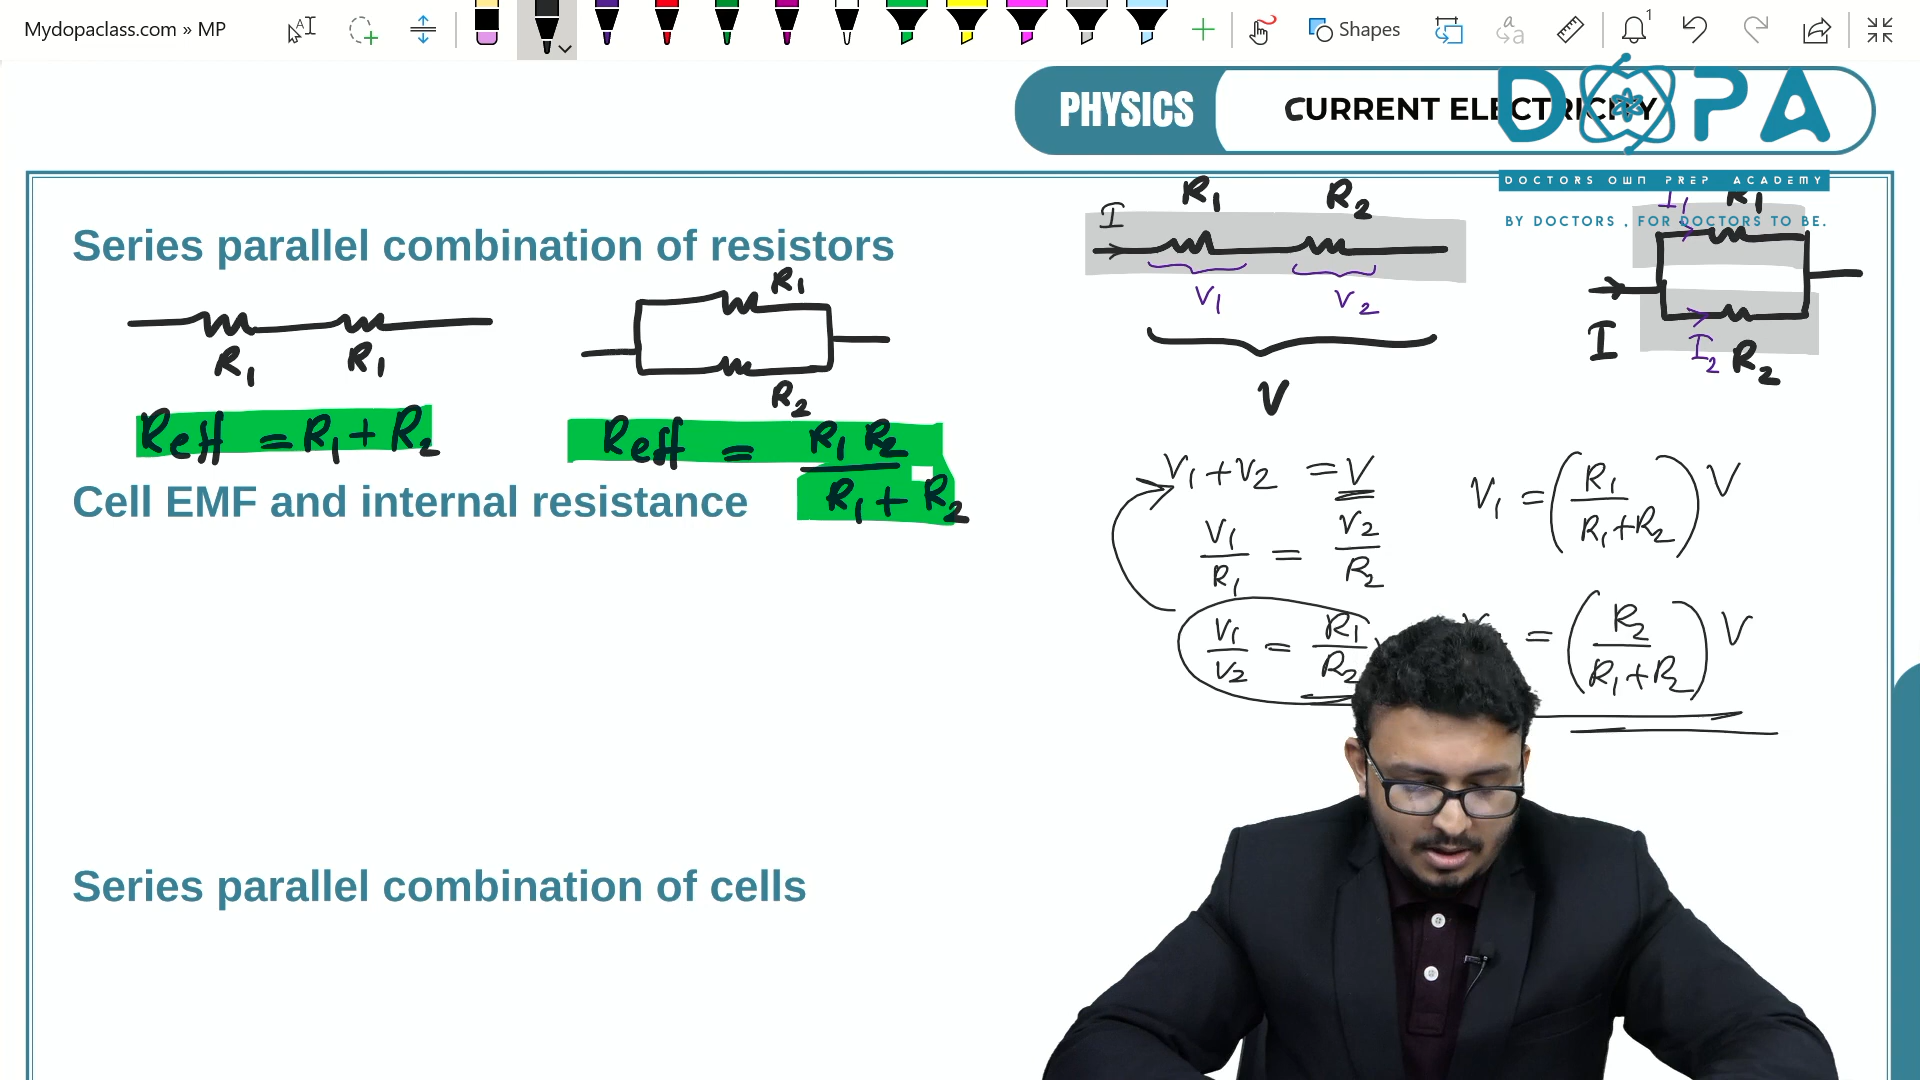 Mydopaclass.com » MP
Shapes
1
PHYSICS
CURRENT ELECTRICITY
DOPA
DOCTORS OWN PREP ACADEMY
BY DOCTORS , FOR DOCTORS TO BE.
Series parallel combination of resistors
R₁ R₁
Reff = R₁ + R₂
R₁
R₂
Reff = R₁ R₂ / R₁ + R₂
I R₁ R₂
V₁ V₂
V
I₁ R₁
I I₂ R₂
V₁ + V₂ = V
V₁/R₁ = V₂/R₂
V₁/V₂ = R₁/R₂
V₁ = (R₁ / R₁+R₂) V
= (R₂ / R₁+R₂) V
Cell EMF and internal resistance
Series parallel combination of cells